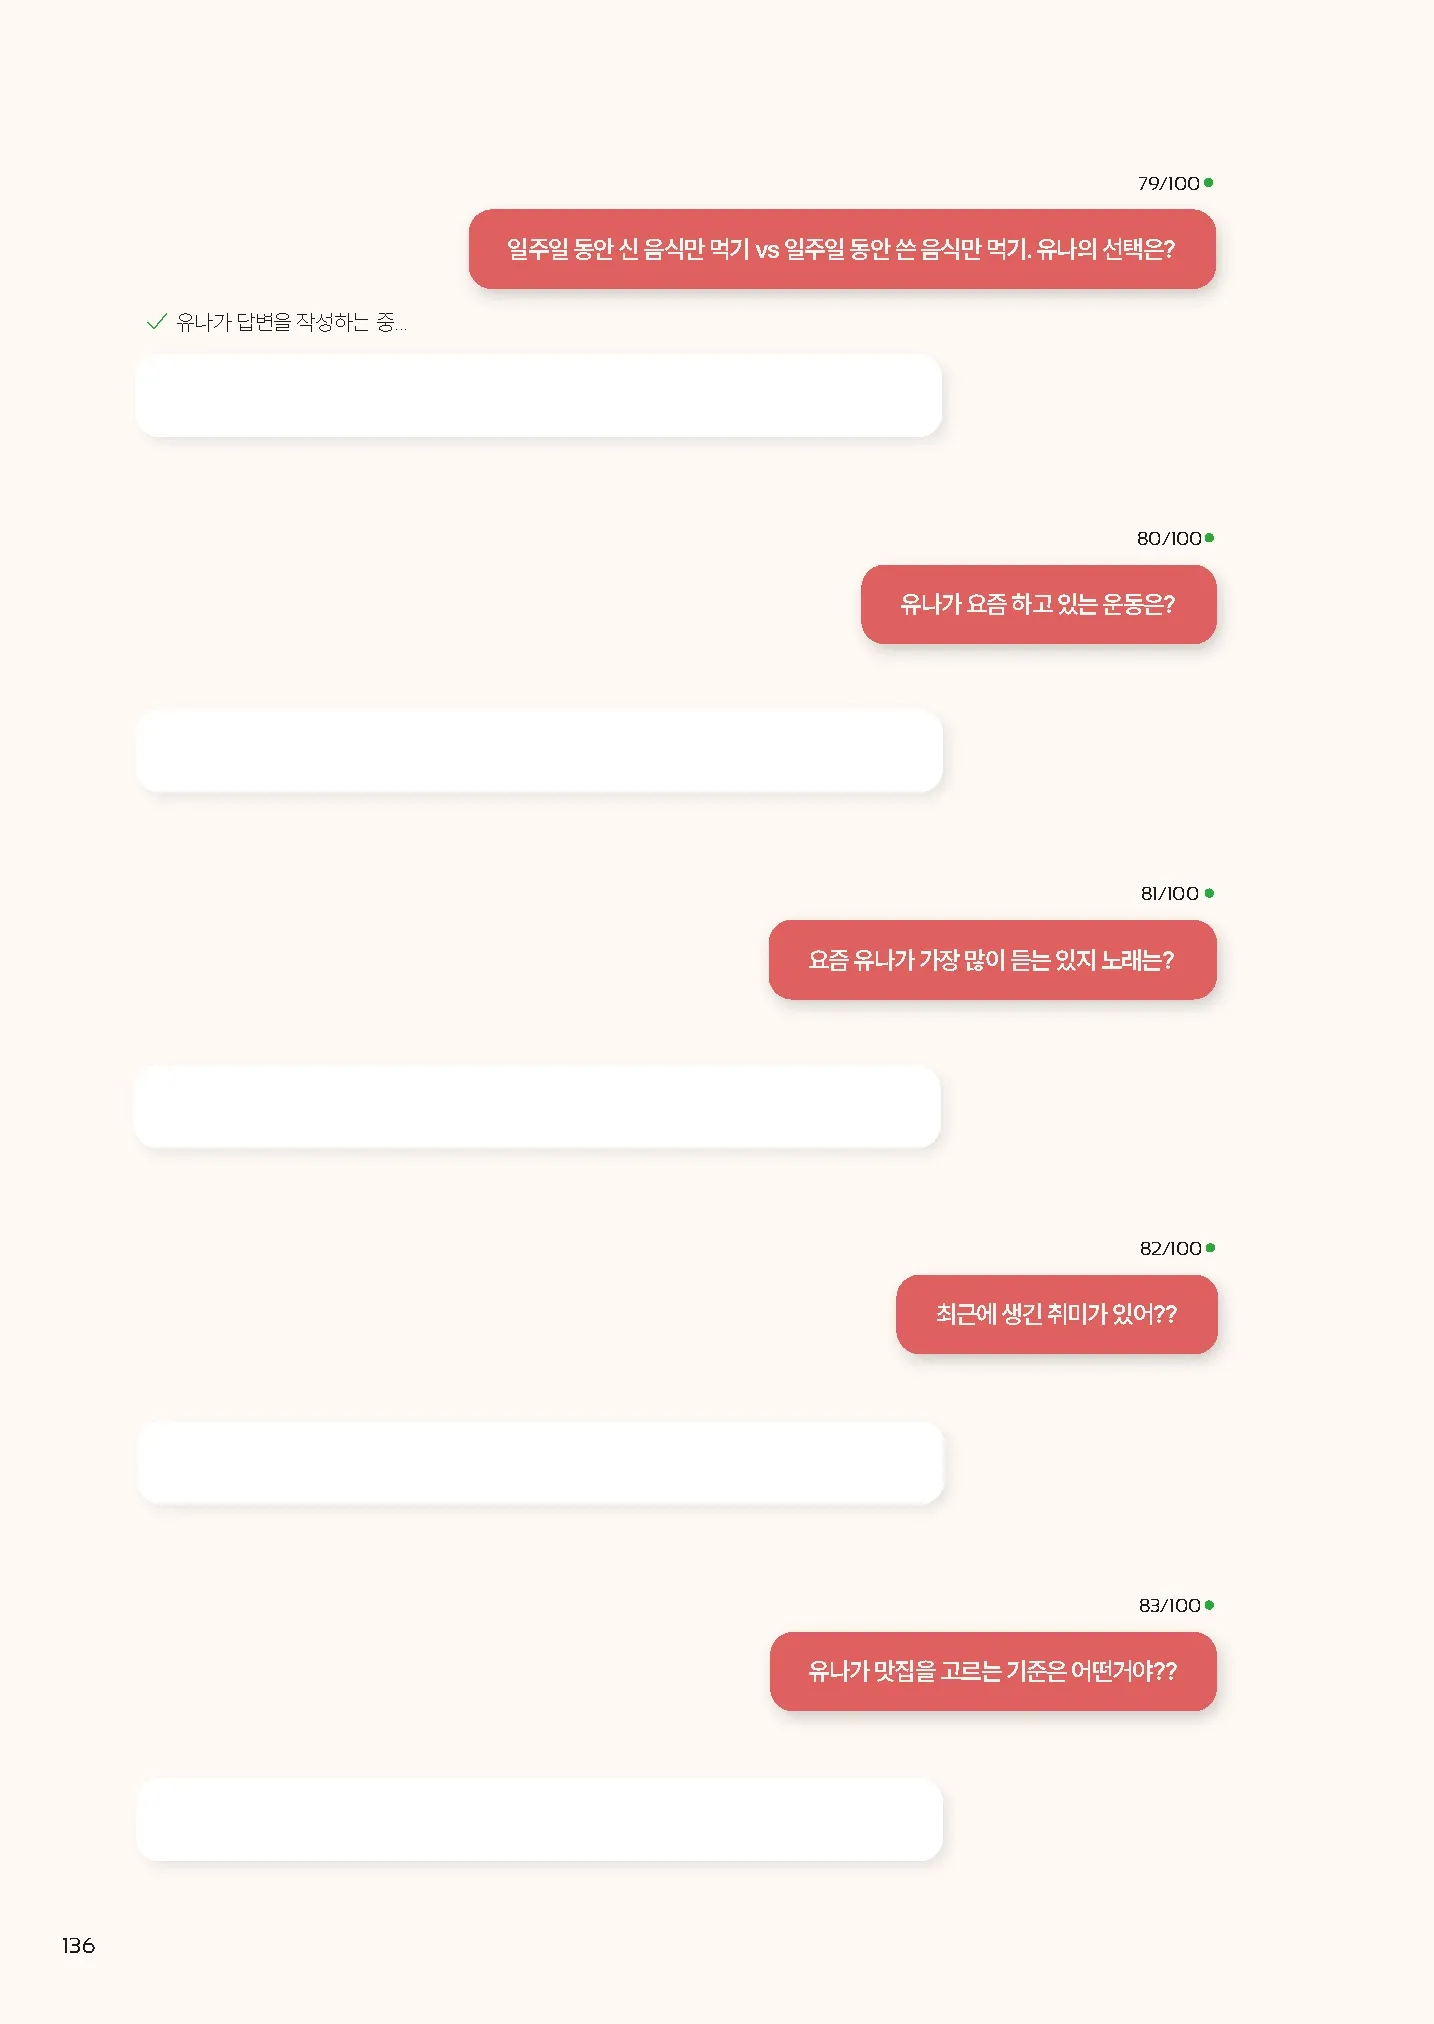 79/100
일주일 동안 신 음식만 먹기 vs 일주일 동안 쓴 음식만 먹기. 유나의 선택은?
유나가 답변을 작성하는 중...
80/100
유나가 요즘 하고 있는 운동은?
81/100
요즘 유나가 가장 많이 듣는 있지 노래는?
82/100
최근에 생긴 취미가 있어??
83/100
유나가 맛집을 고르는 기준은 어떤거야??
136